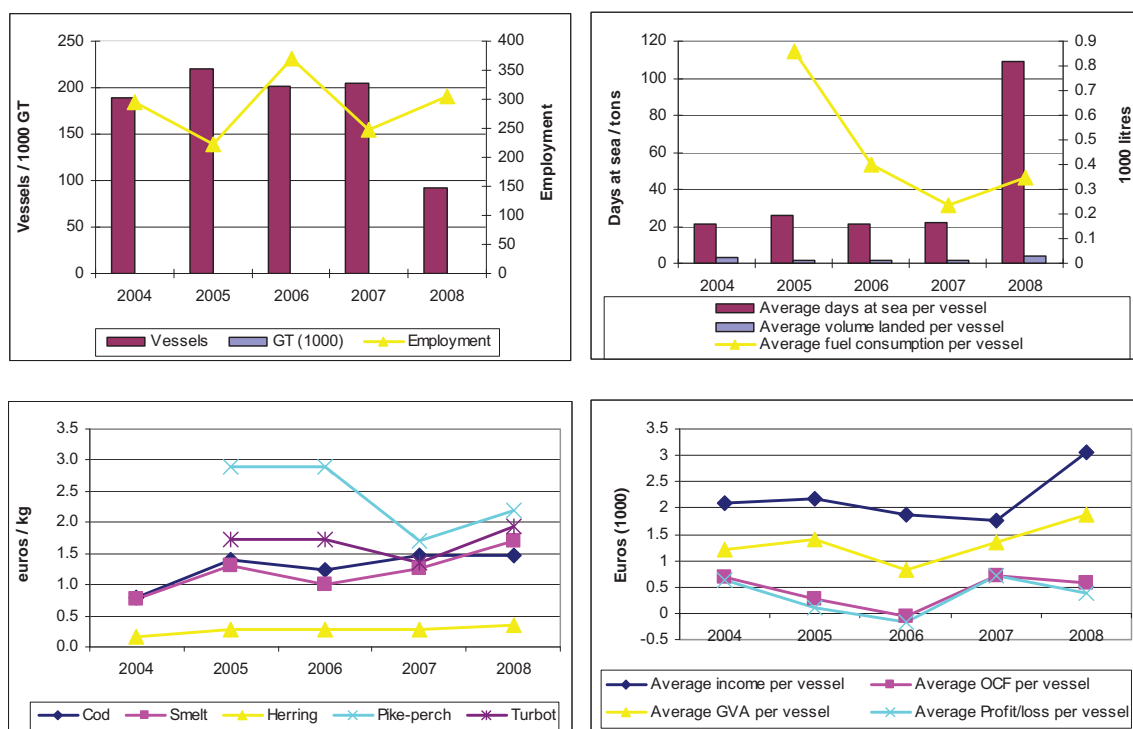 250
200
150
100
50
0
Vessels / 1000 GT
400
350
300
250
200
150
100
50
0
Employment
2004 2005 2006 2007 2008
Vessels GT (1000) Employment
120
100
80
60
40
20
0
Days at sea / tons
0.9
0.8
0.7
0.6
0.5
0.4
0.3
0.2
0.1
0
1000 litres
2004 2005 2006 2007 2008
Average days at sea per vessel
Average volume landed per vessel
Average fuel consumption per vessel
3.5
3.0
2.5
2.0
1.5
1.0
0.5
0.0
euros / kg
2004 2005 2006 2007 2008
Cod Smelt Herring Pike-perch Turbot
3.5
3
2.5
2
1.5
1
0.5
0
-0.5
Euros (1000)
2004 2005 2006 2007 2008
Average income per vessel Average OCF per vessel
Average GVA per vessel Average Profit/loss per vessel